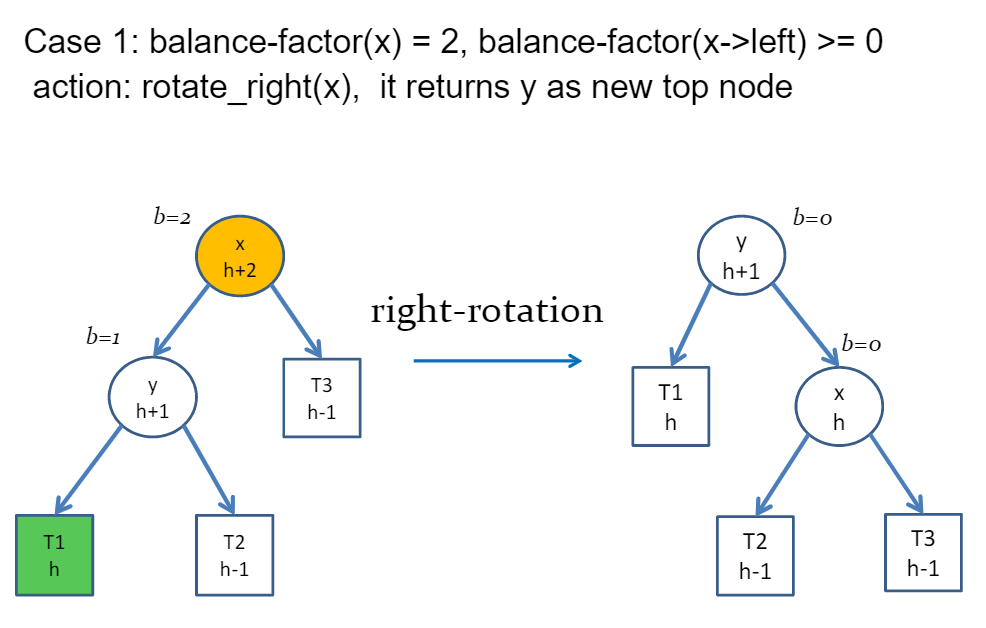 Case 1: balance-factor(x) = 2, balance-factor(x->left) >= 0
action: rotate_right(x),  it returns y as new top node
b=2
x
h+2
b=1
y
h+1
T3
h-1
T1
h
T2
h-1
right-rotation
b=0
y
h+1
b=0
T1
h
x
h
T2
h-1
T3
h-1